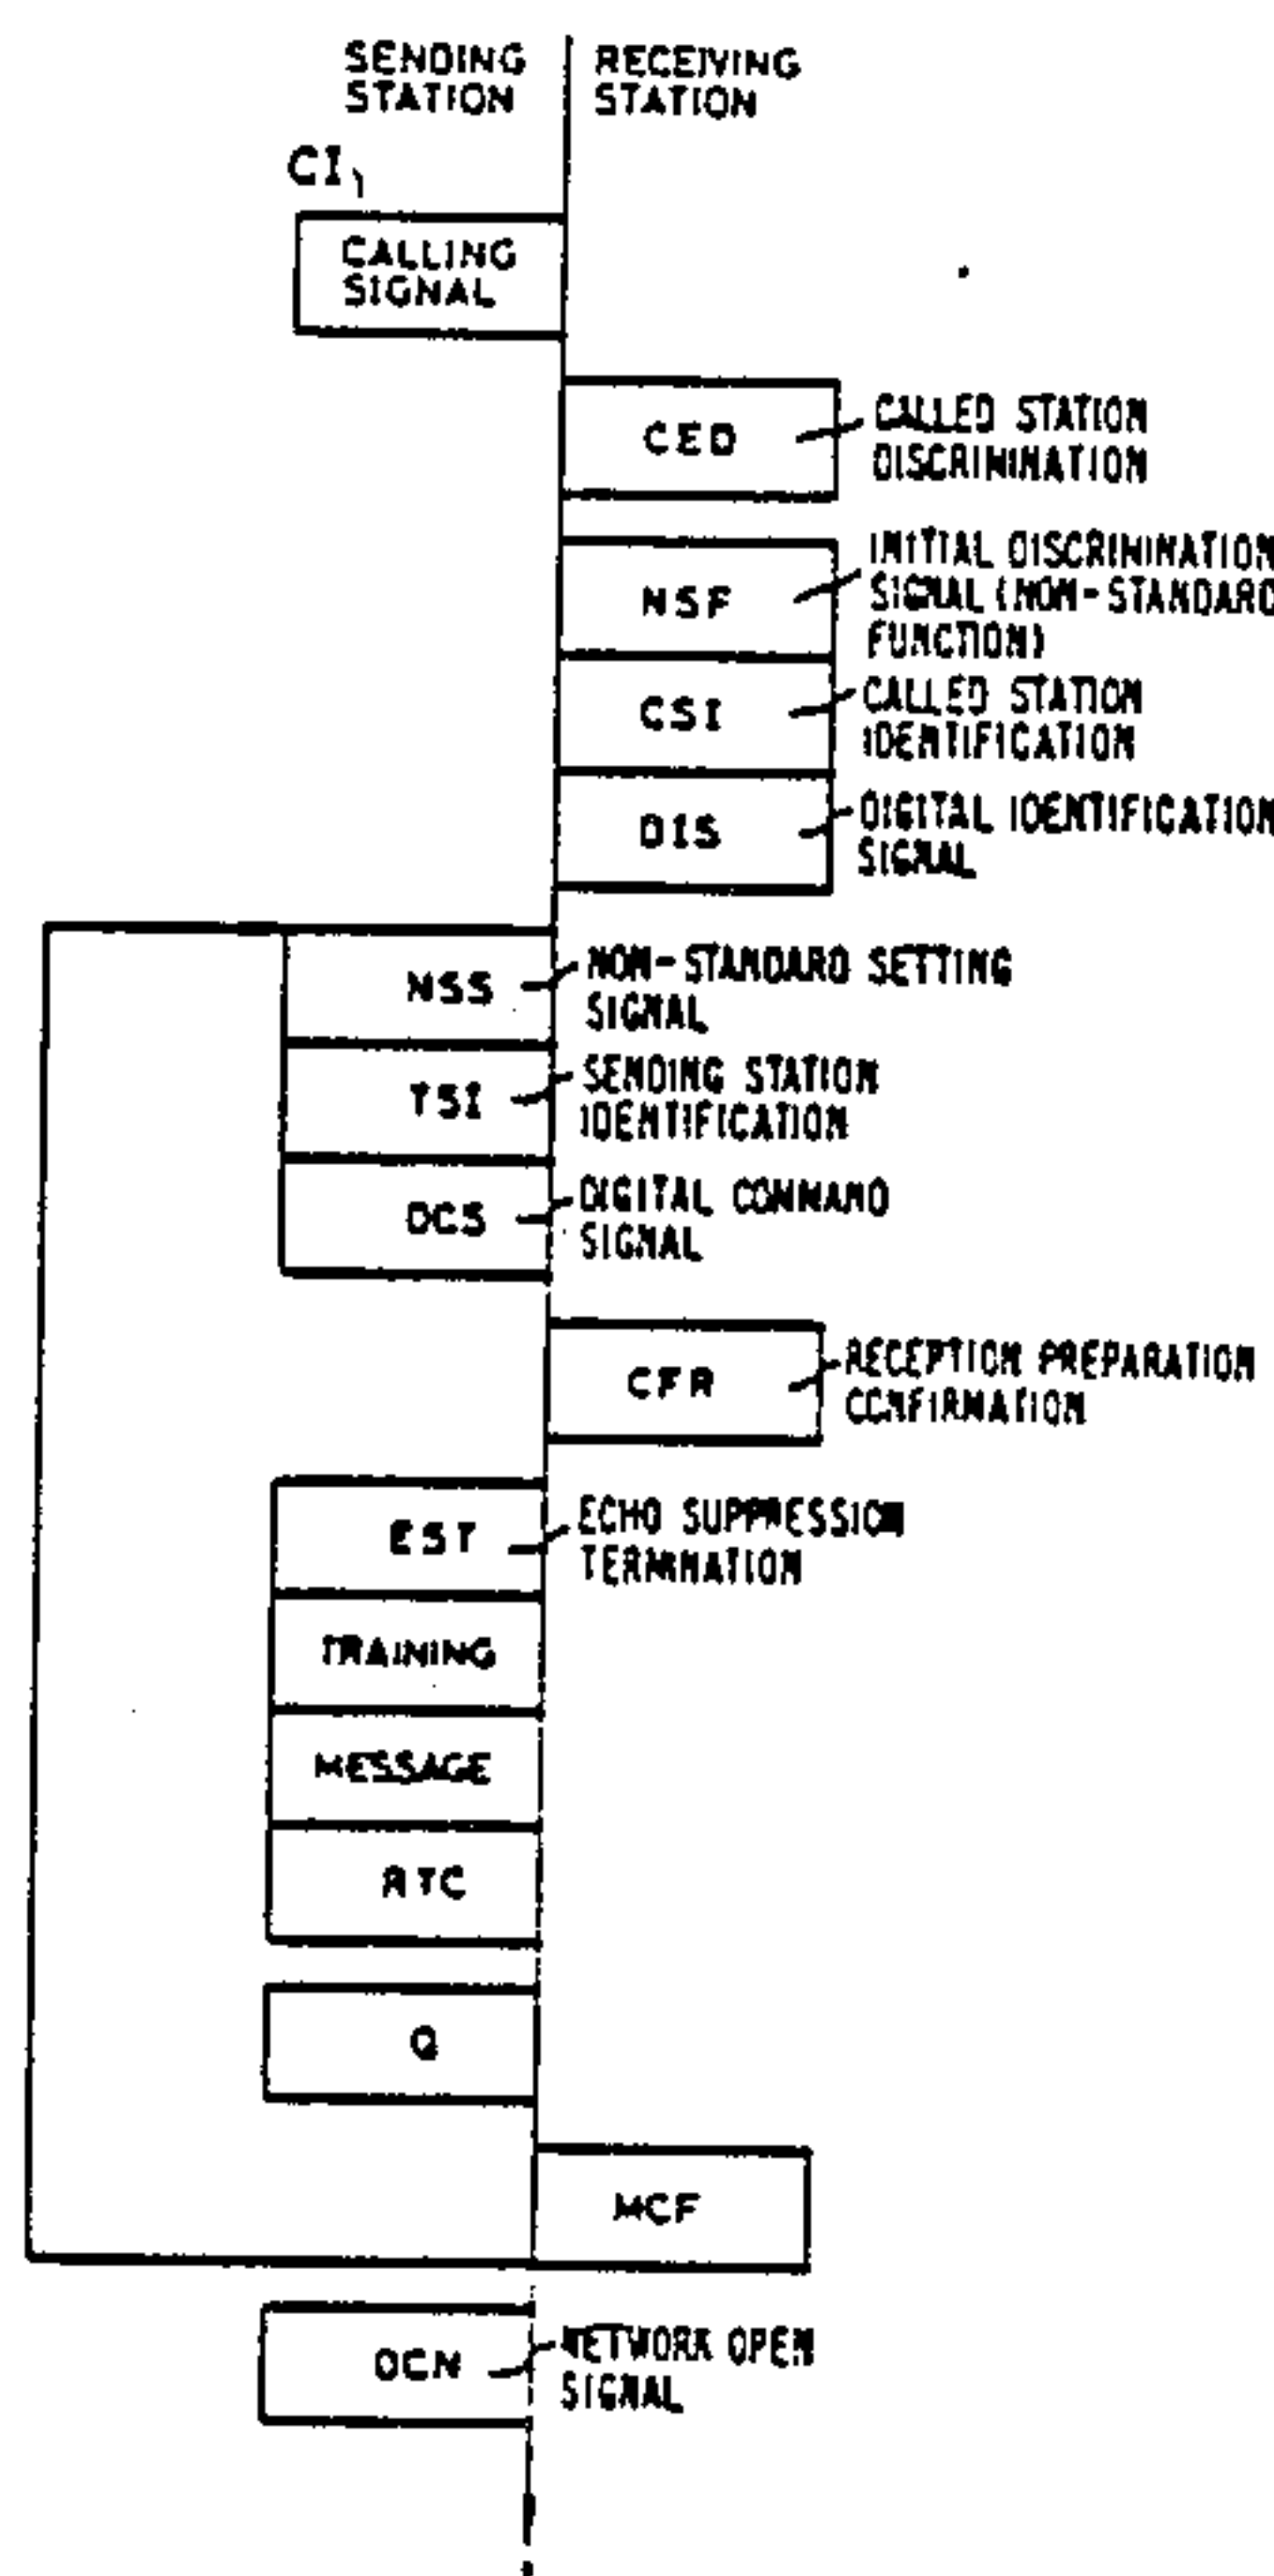 SENDING
STATION
RECEIVING
STATION
CI
CALLING
SIGNAL
CED
CALLED STATION
DISCRIMINATION
NSF
INITIAL DISCRIMINATION
SIGNAL (NON-STANDARD
FUNCTION)
CSI
CALLED STATION
IDENTIFICATION
DIS
DIGITAL IDENTIFICATION
SIGNAL
NSS
NON-STANDARD SETTING
SIGNAL
TSI
SENDING STATION
IDENTIFICATION
DCS
DIGITAL COMMAND
SIGNAL
CFR
RECEPTION PREPARATION
CONFIRMATION
EST
ECHO SUPPRESSION
TERMINATION
TRAINING
MESSAGE
RTC
Q
MCF
DCN
NETWORK OPEN
SIGNAL